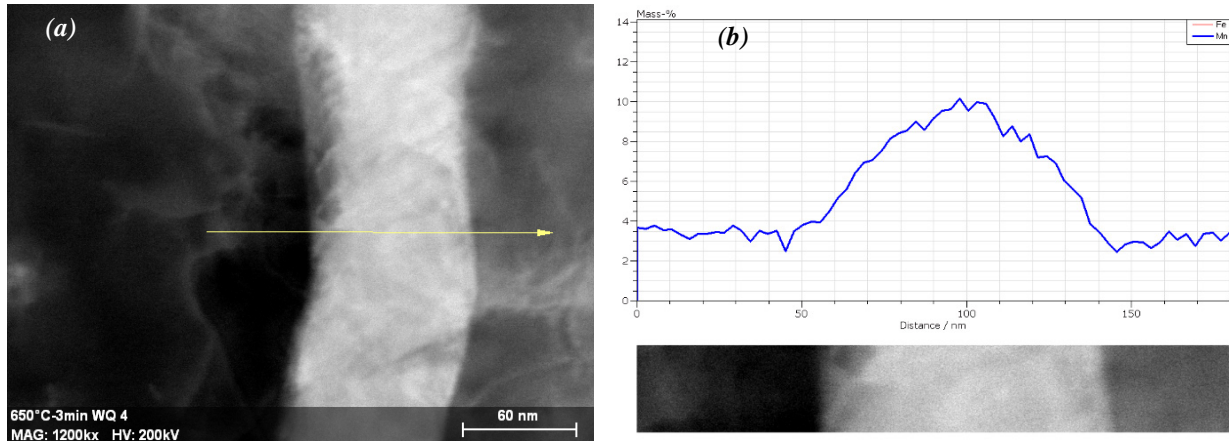 (a)
650°C-3min WQ 4
MAG: 1200kx HV: 200kV
60 nm
Mass-%
(b)
Fe
Mn
14
12
10
8
6
4
2
0
0 50 100 150
Distance / nm